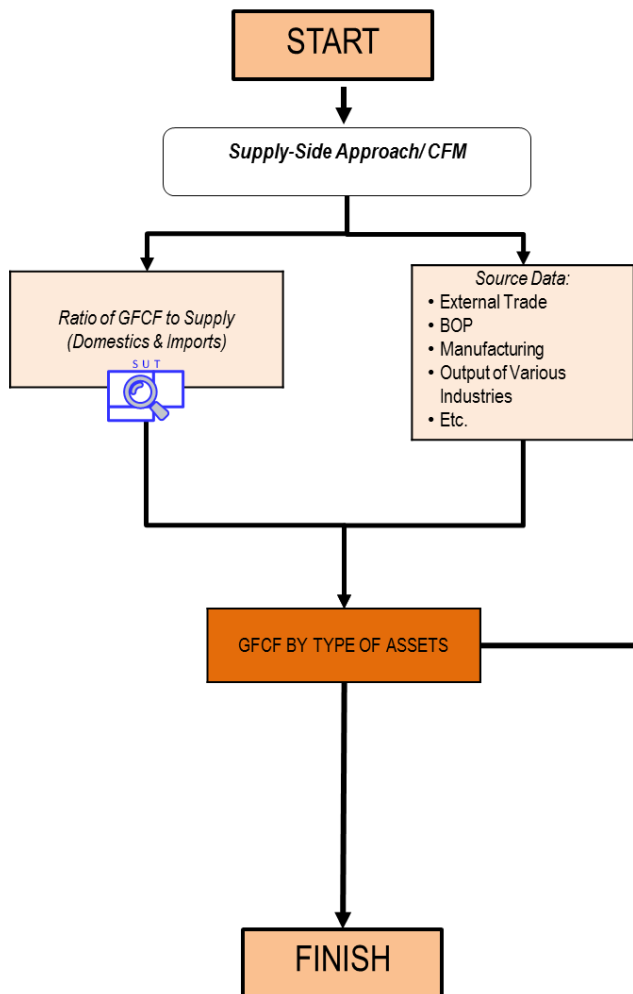 START
Supply-Side Approach/ CFM
Ratio of GFCF to Supply
(Domestics & Imports)
SUT
Source Data:
• External Trade
• BOP
• Manufacturing
• Output of Various
Industries
• Etc.
GFCF BY TYPE OF ASSETS
FINISH